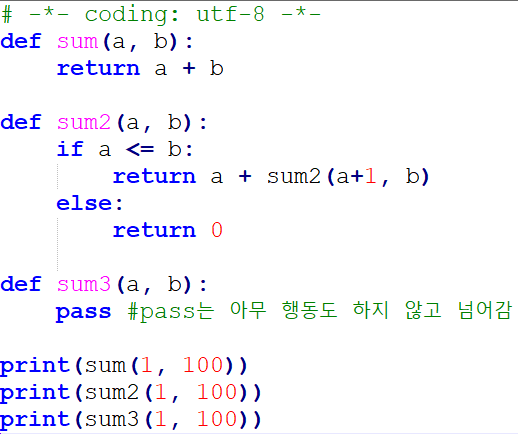 # -*- coding: utf-8 -*-
def sum(a, b):
    return a + b

def sum2(a, b):
    if a <= b:
        return a + sum2(a+1, b)
    else:
        return 0

def sum3(a, b):
    pass #pass는 아무 행동도 하지 않고 넘어감

print(sum(1, 100))
print(sum2(1, 100))
print(sum3(1, 100))